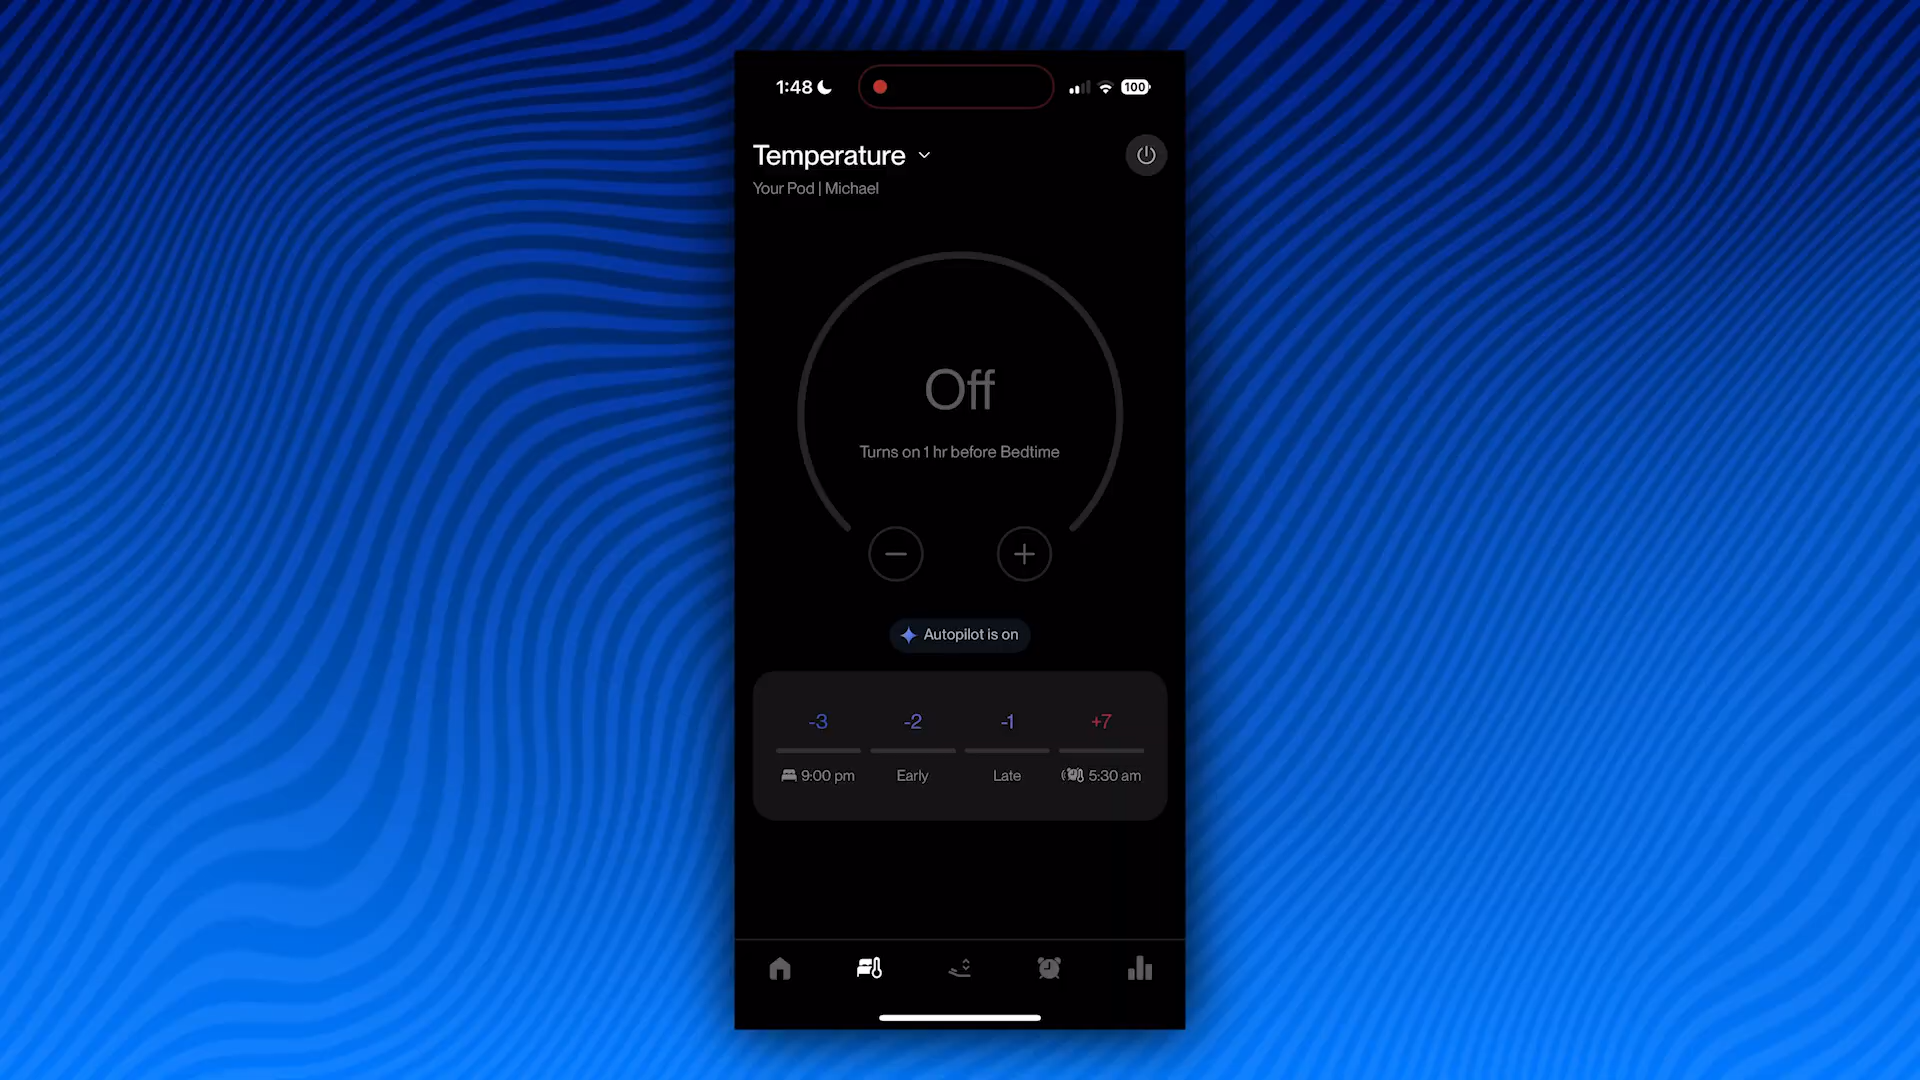 1:48
100
Temperature
Your Pod | Michael
Off
Turns on 1 hr before Bedtime
Autopilot is on
-3 -2 -1 +7
9:00 pm Early Late 5:30 am